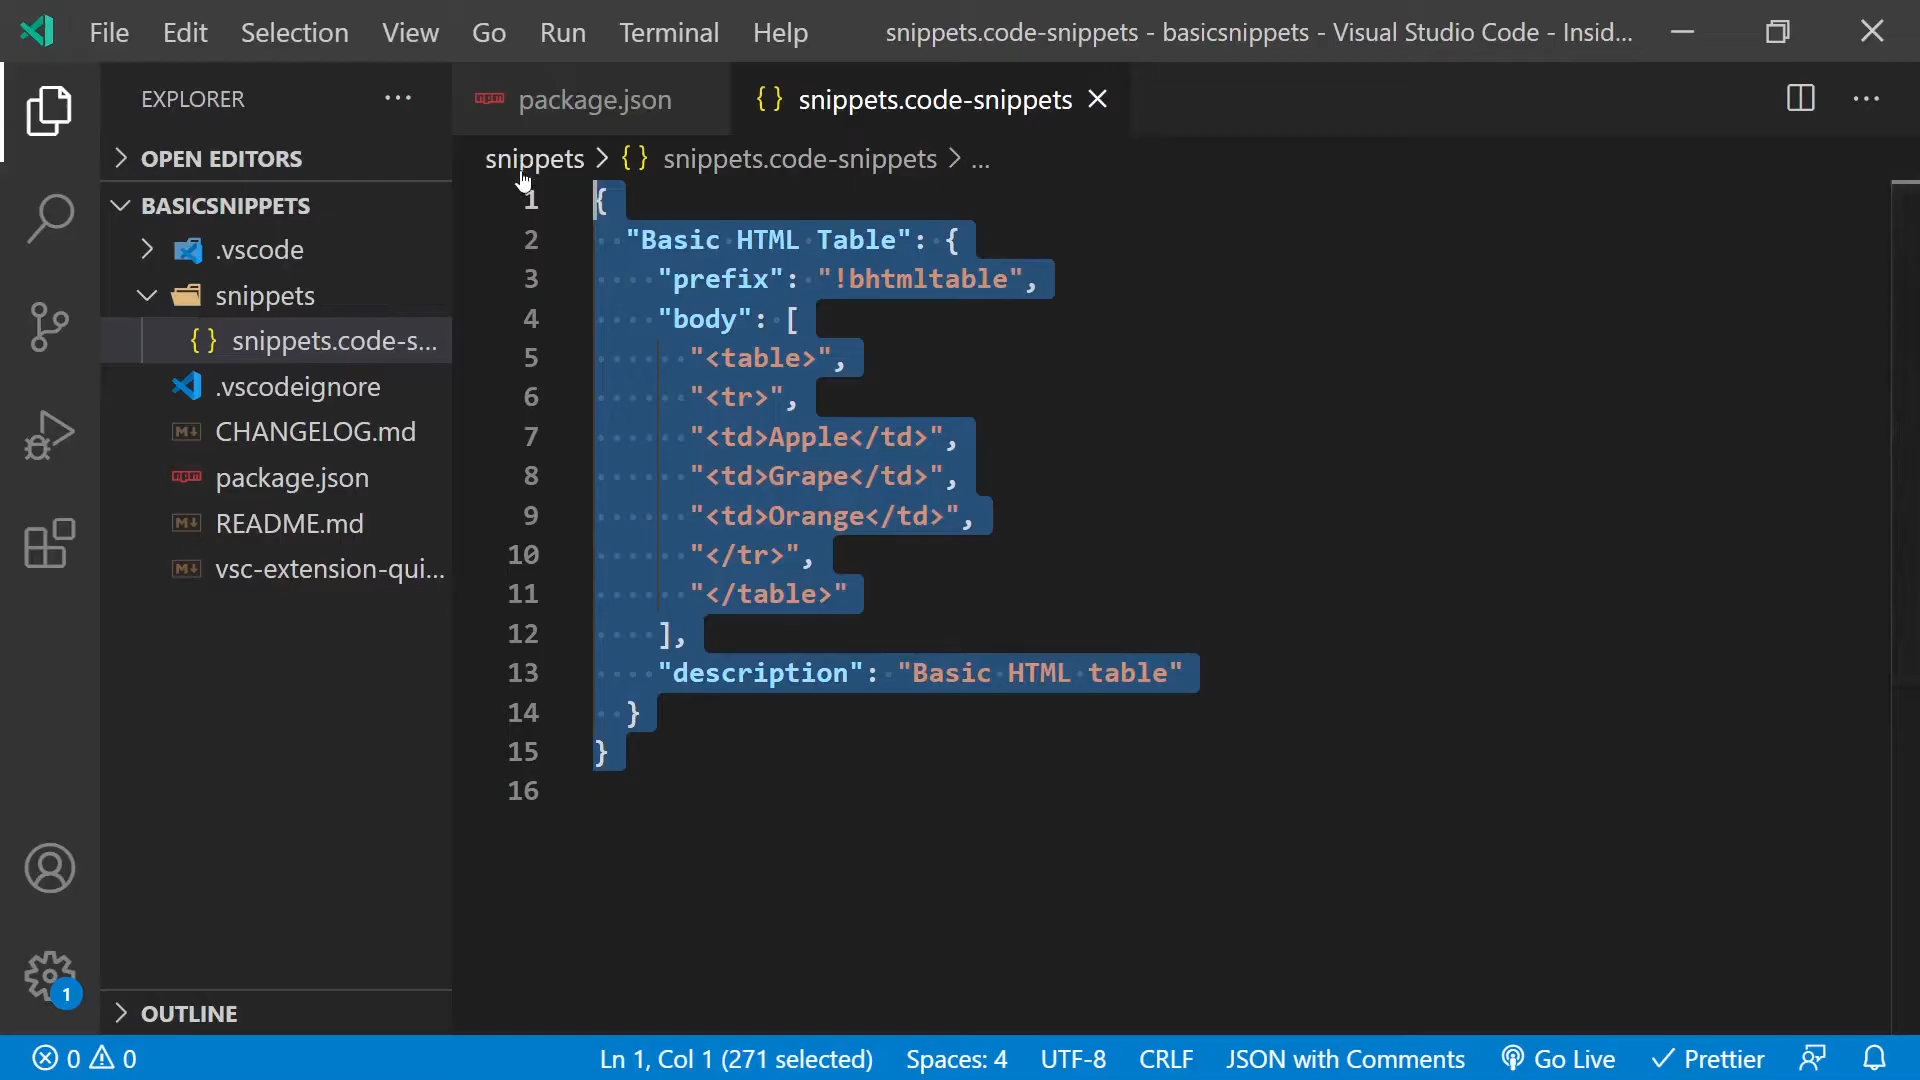 File Edit Selection View Go Run Terminal Help snippets.code-snippets - basicsnippets - Visual Studio Code - Insid...
EXPLORER
OPEN EDITORS
BASICSNIPPETS
.vscode
snippets
{ } snippets.code-s...
.vscodeignore
CHANGELOG.md
package.json
README.md
vsc-extension-qui...
OUTLINE
package.json { } snippets.code-snippets
snippets > { } snippets.code-snippets > ...
1 {
2 "Basic HTML Table": {
3 "prefix": "!bhtmltable",
4 "body": [
5 "<table>",
6 "<tr>",
7 "<td>Apple</td>",
8 "<td>Grape</td>",
9 "<td>Orange</td>",
10 "</tr>",
11 "</table>"
12 ],
13 "description": "Basic HTML table"
14 }
15 }
16
1
0 0 Ln 1, Col 1 (271 selected) Spaces: 4 UTF-8 CRLF JSON with Comments Go Live Prettier